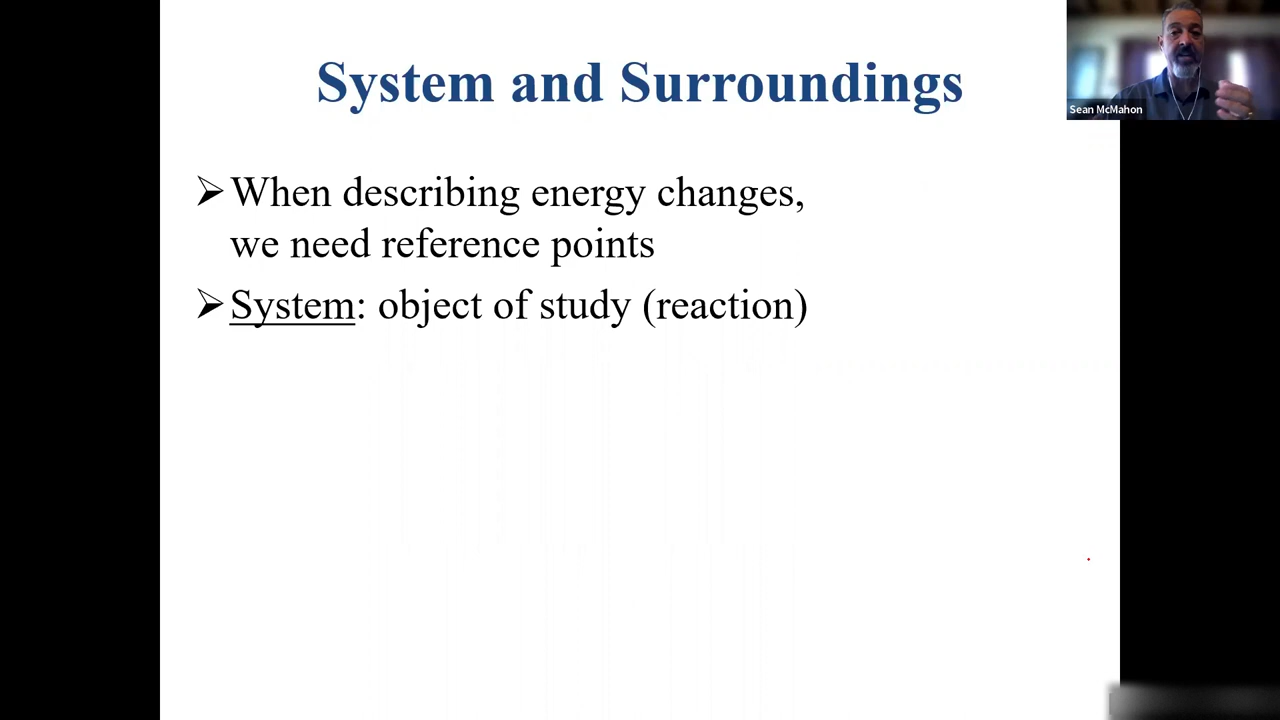 System and Surroundings
Sean McMahon
➢When describing energy changes,
we need reference points
➢System: object of study (reaction)